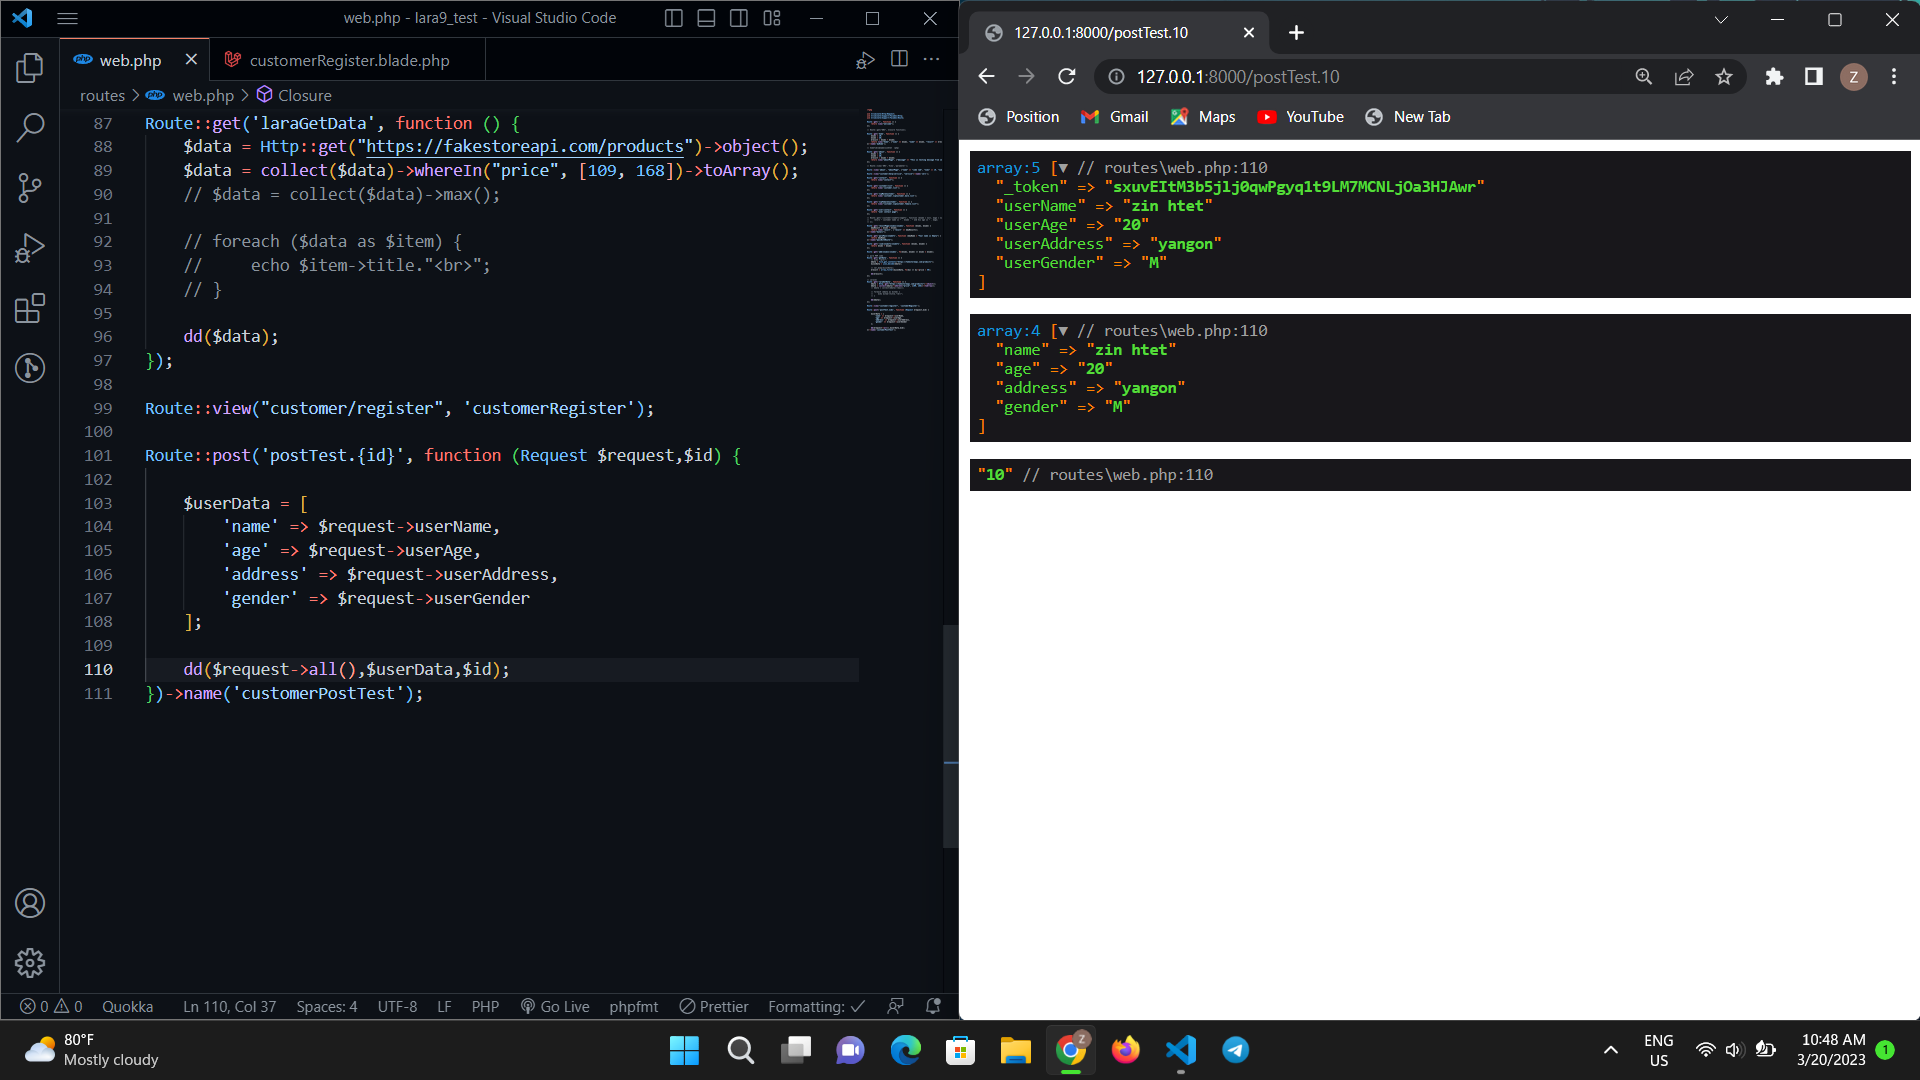 web.php - lara9_test - Visual Studio Code
web.php
customerRegister.blade.php
routes > web.php > Closure
87 Route::get('laraGetData', function () {
88 $data = Http::get("https://fakestoreapi.com/products")->object();
89 $data = collect($data)->whereIn("price", [109, 168])->toArray();
90 // $data = collect($data)->max();
91
92 // foreach ($data as $item) {
93 //     echo $item->title."<br>";
94 // }
95
96 dd($data);
97 });
98
99 Route::view("customer/register", 'customerRegister');
100
101 Route::post('postTest.{id}', function (Request $request,$id) {
102
103 $userData = [
104 'name' => $request->userName,
105 'age' => $request->userAge,
106 'address' => $request->userAddress,
107 'gender' => $request->userGender
108 ];
109
110 dd($request->all(),$userData,$id);
111 })->name('customerPostTest');
0 0 Quokka Ln 110, Col 37 Spaces: 4 UTF-8 LF PHP Go Live phpfmt Prettier Formatting: ✓
127.0.0.1:8000/postTest.10
127.0.0.1:8000/postTest.10
Z
Position Gmail Maps YouTube New Tab
array:5 [▼ // routes\web.php:110
"_token" => "sxuvEItM3b5jlj0qwPgyqlt9LM7MCNLjOa3HJAwr"
"userName" => "zin htet"
"userAge" => "20"
"userAddress" => "yangon"
"userGender" => "M"
]
array:4 [▼ // routes\web.php:110
"name" => "zin htet"
"age" => "20"
"address" => "yangon"
"gender" => "M"
]
"10" // routes\web.php:110
80°F
Mostly cloudy
Z
ENG
US
10:48 AM
3/20/2023
1